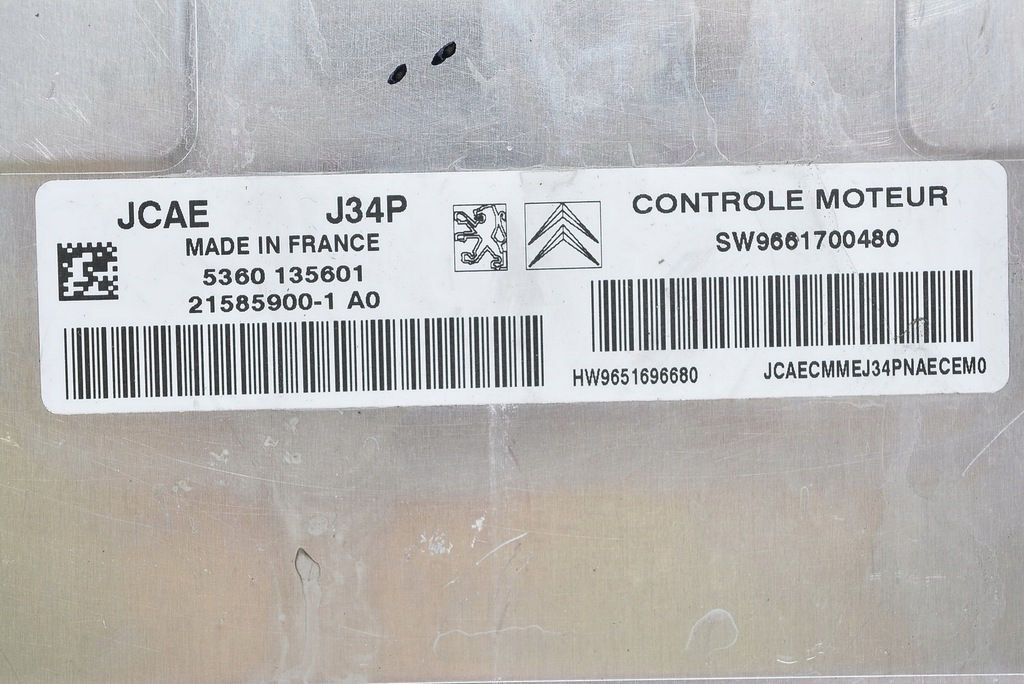 JCAE J34P
MADE IN FRANCE
5360 135601
21585900-1 A0
CONTROLE MOTEUR
SW9661700480
HW9651696680 JCAECMMEJ34PNAECEM0